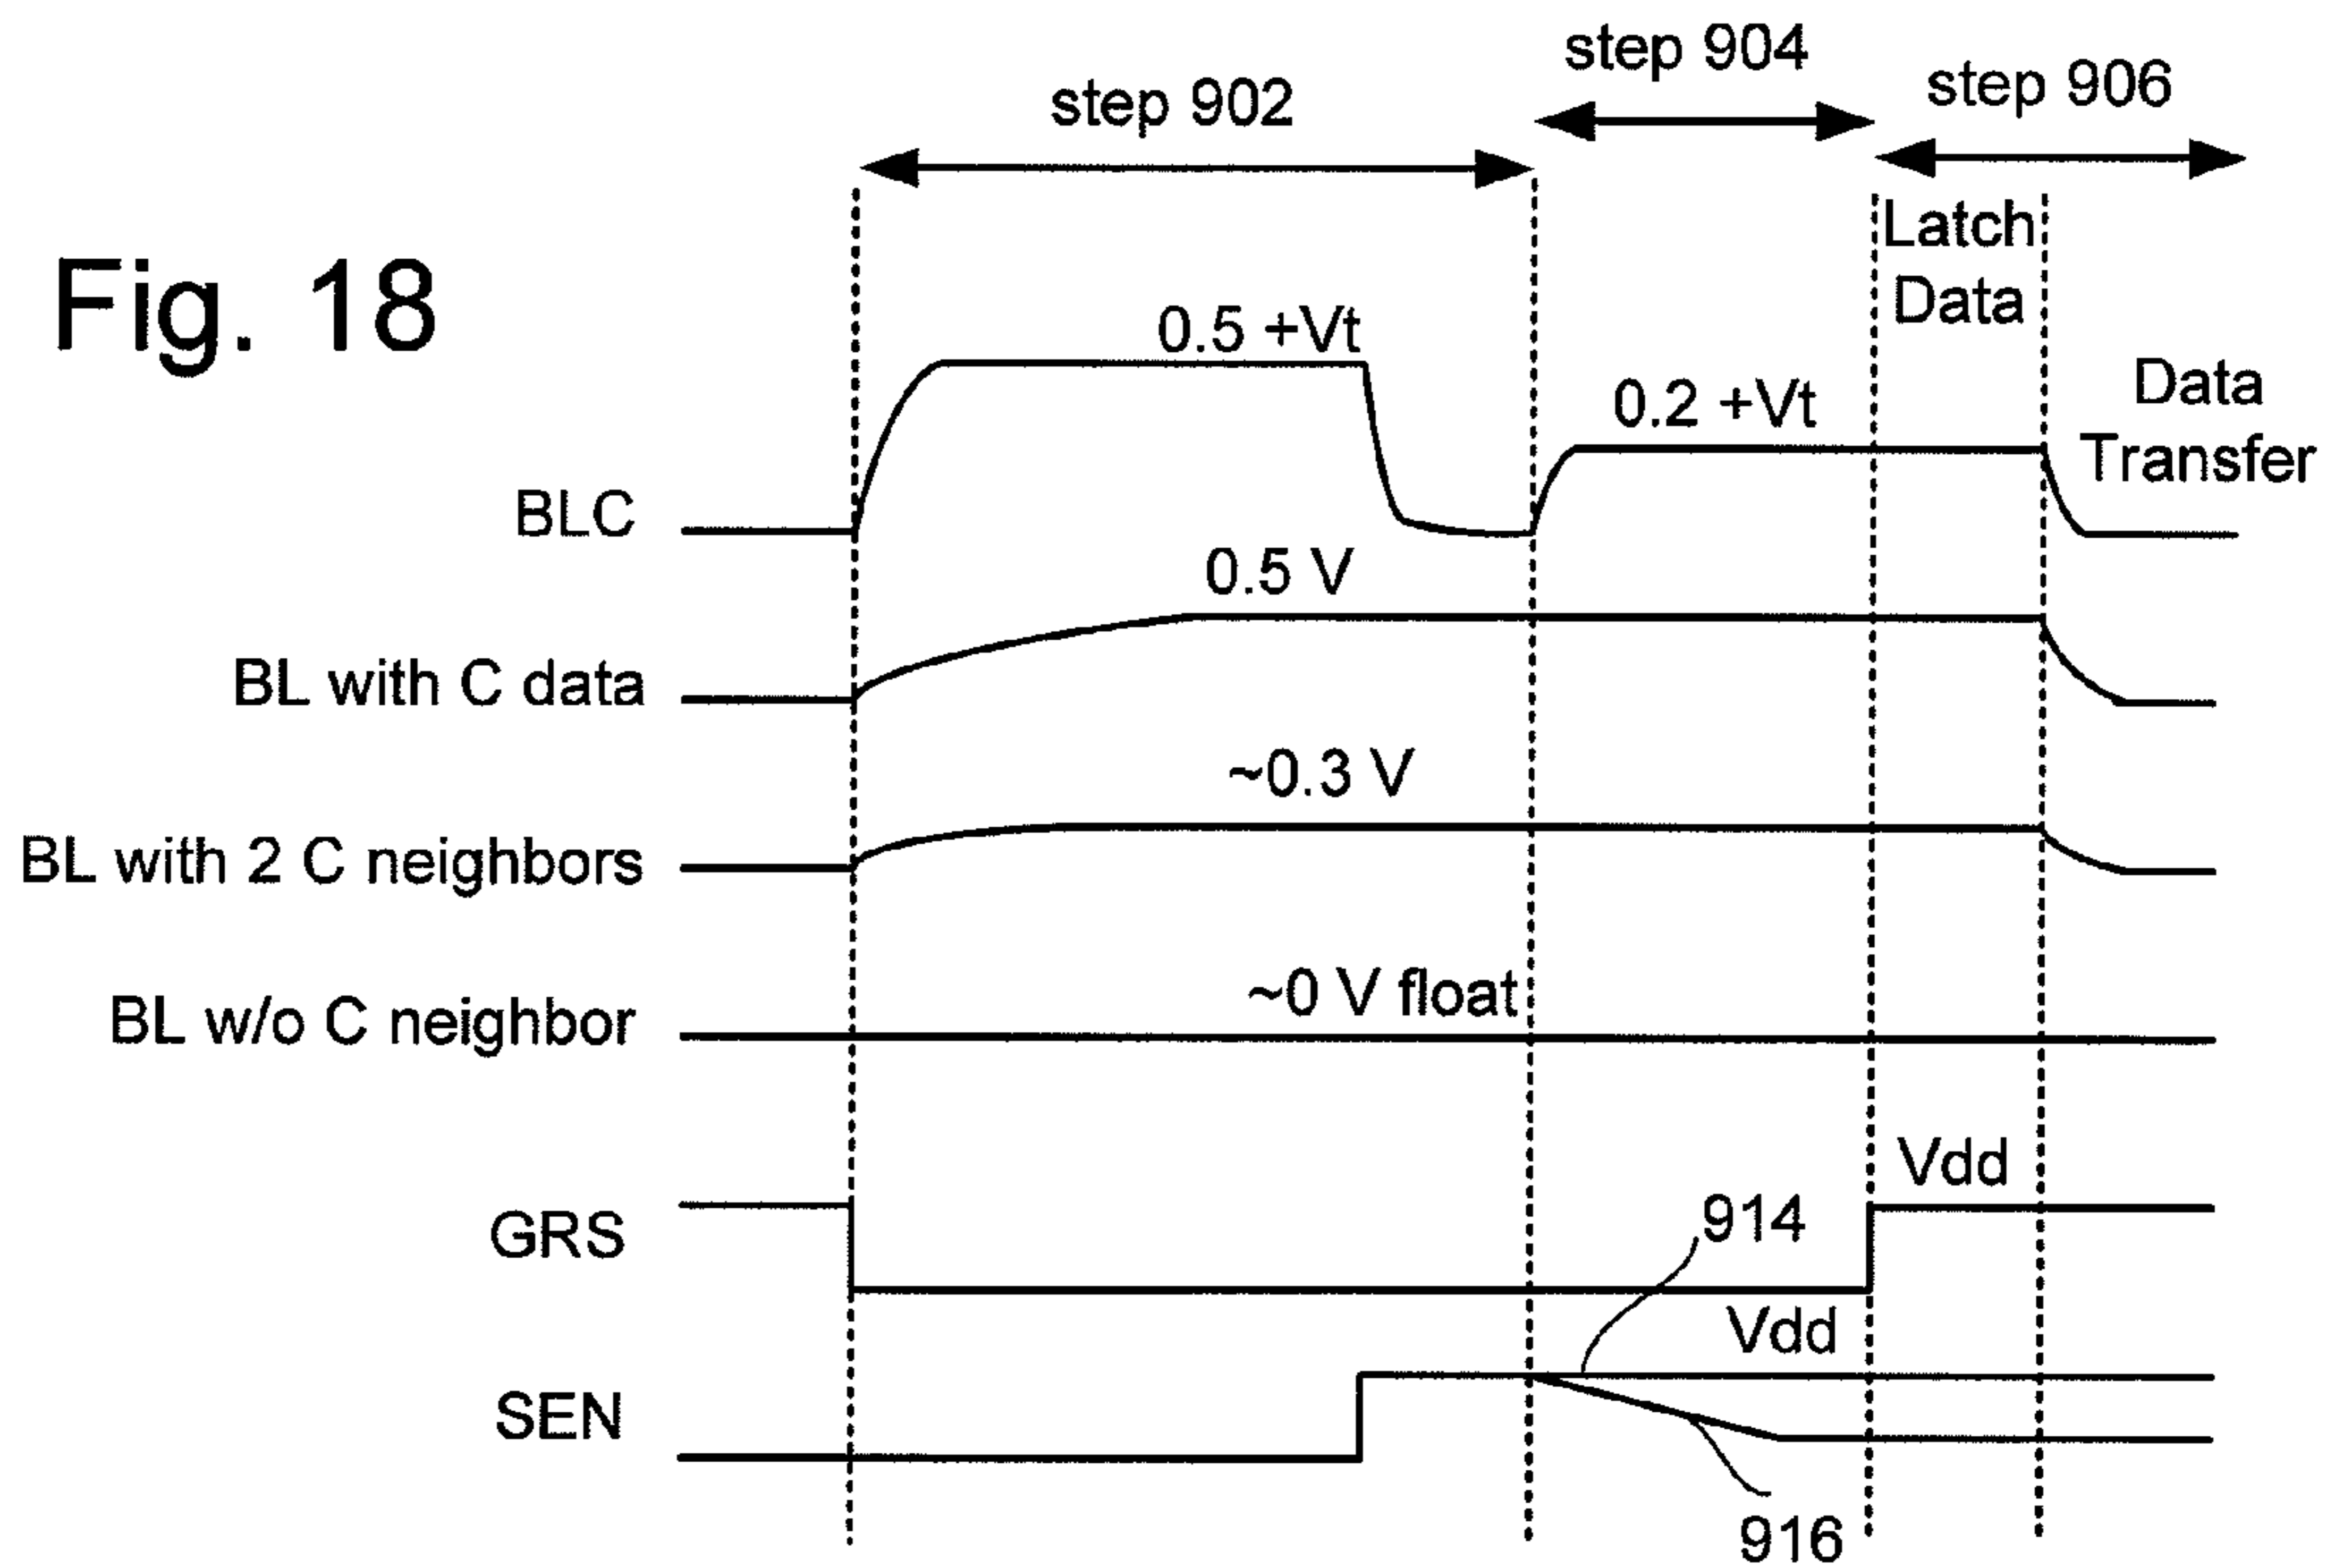 step 904
step 906
step 902
Latch
Data
Fig. 18
0.5 +Vt
0.2 +Vt
Data
Transfer
BLC
0.5 V
BL with C data
~0.3 V
BL with 2 C neighbors
~0 V float
BL w/o C neighbor
Vdd
914
GRS
Vdd
SEN
916